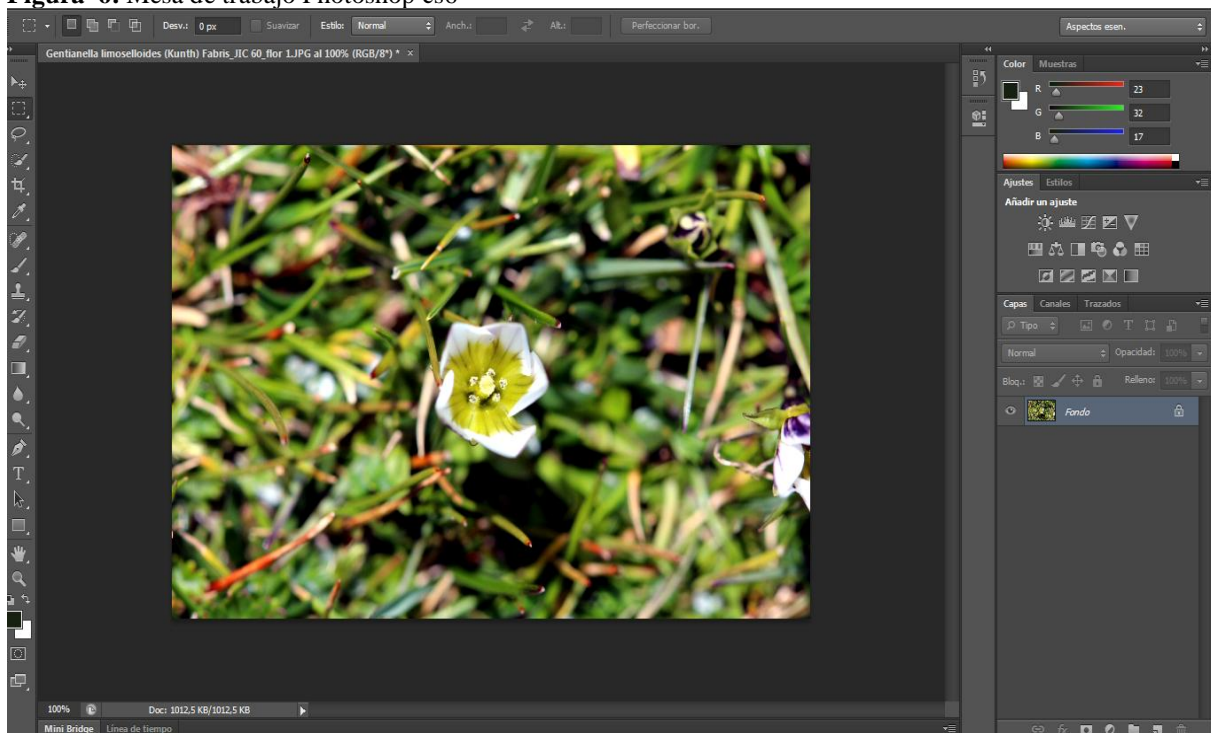 Figura 6. Mesa de trabajo Photoshop cs6
Desv.: 0 px Suavizar Estilo: Normal Anch.: Alt.: Perfeccionar bor. Aspectos esen.
Gentianella limoselloides (Kunth) Fabris_JIC 60_flor 1.JPG al 100% (RGB/8*) * ×
Color Muestras
R 23
G 32
B 17
Ajustes Estilos
Añadir un ajuste
Capas Canales Trazados
Tipo
Normal Opacidad: 100%
Bloq.: Relleno: 100%
Fondo
100% Doc: 1012,5 KB/1012,5 KB
Mini Bridge Línea de tiempo